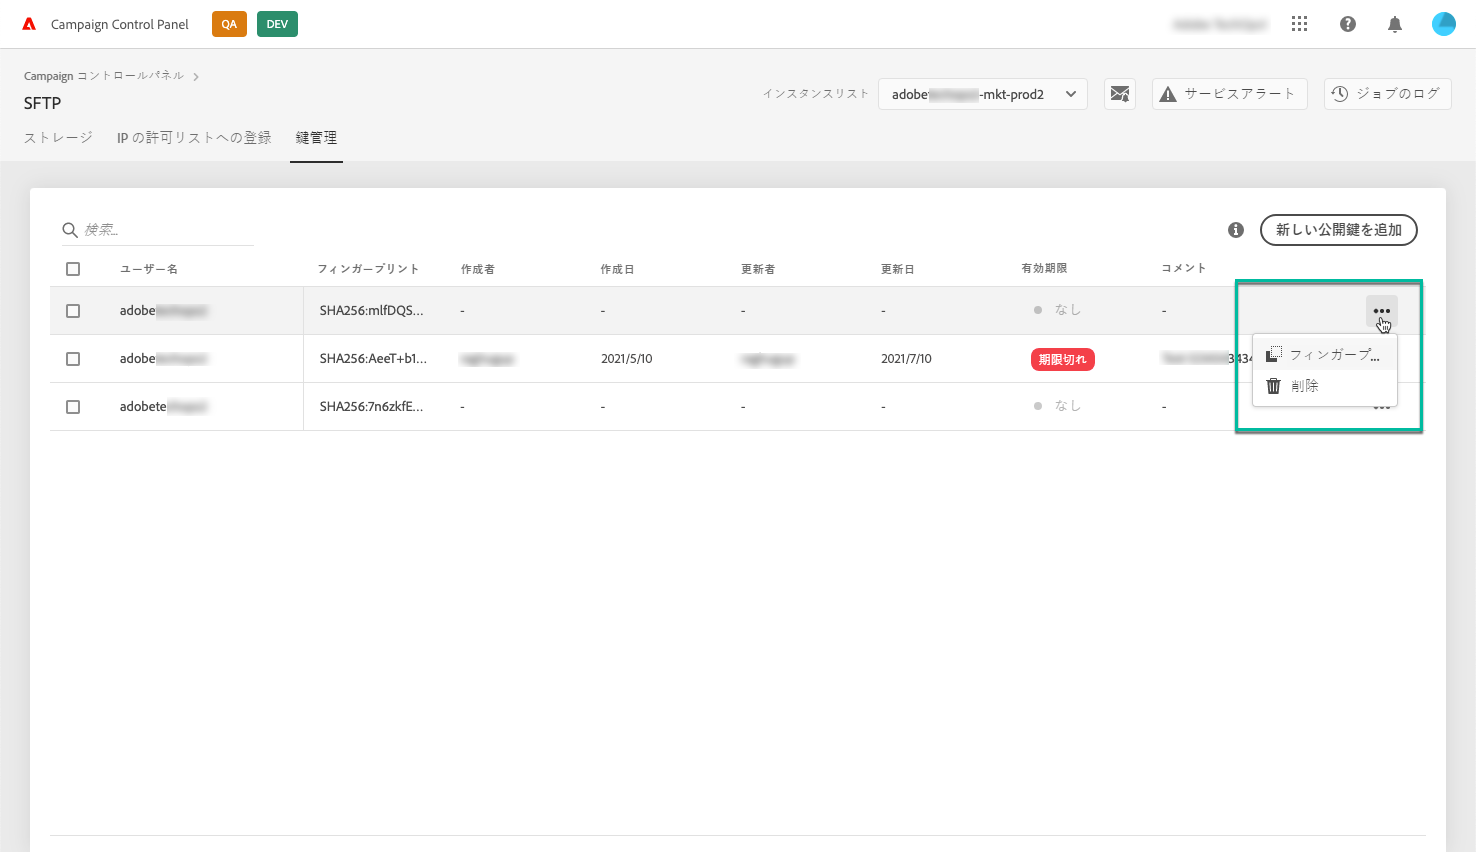 Campaign Control Panel QA DEV
Campaign コントロールパネル
SFTP
インスタンスリスト adobe -mkt-prod2 サービスアラート ジョブのログ
ストレージ IP の許可リストへの登録 鍵管理
検索... 新しい公開鍵を追加
ユーザー名 フィンガープリント 作成者 作成日 更新者 更新日 有効期限 コメント
adobe SHA256:mlfDQS... - - - - なし -
adobe SHA256:AeeT+b1... 2021/5/10 2021/7/10 期限切れ 3434
フィンガープ...
削除
adobete SHA256:7n6zkfE... - - - - なし -